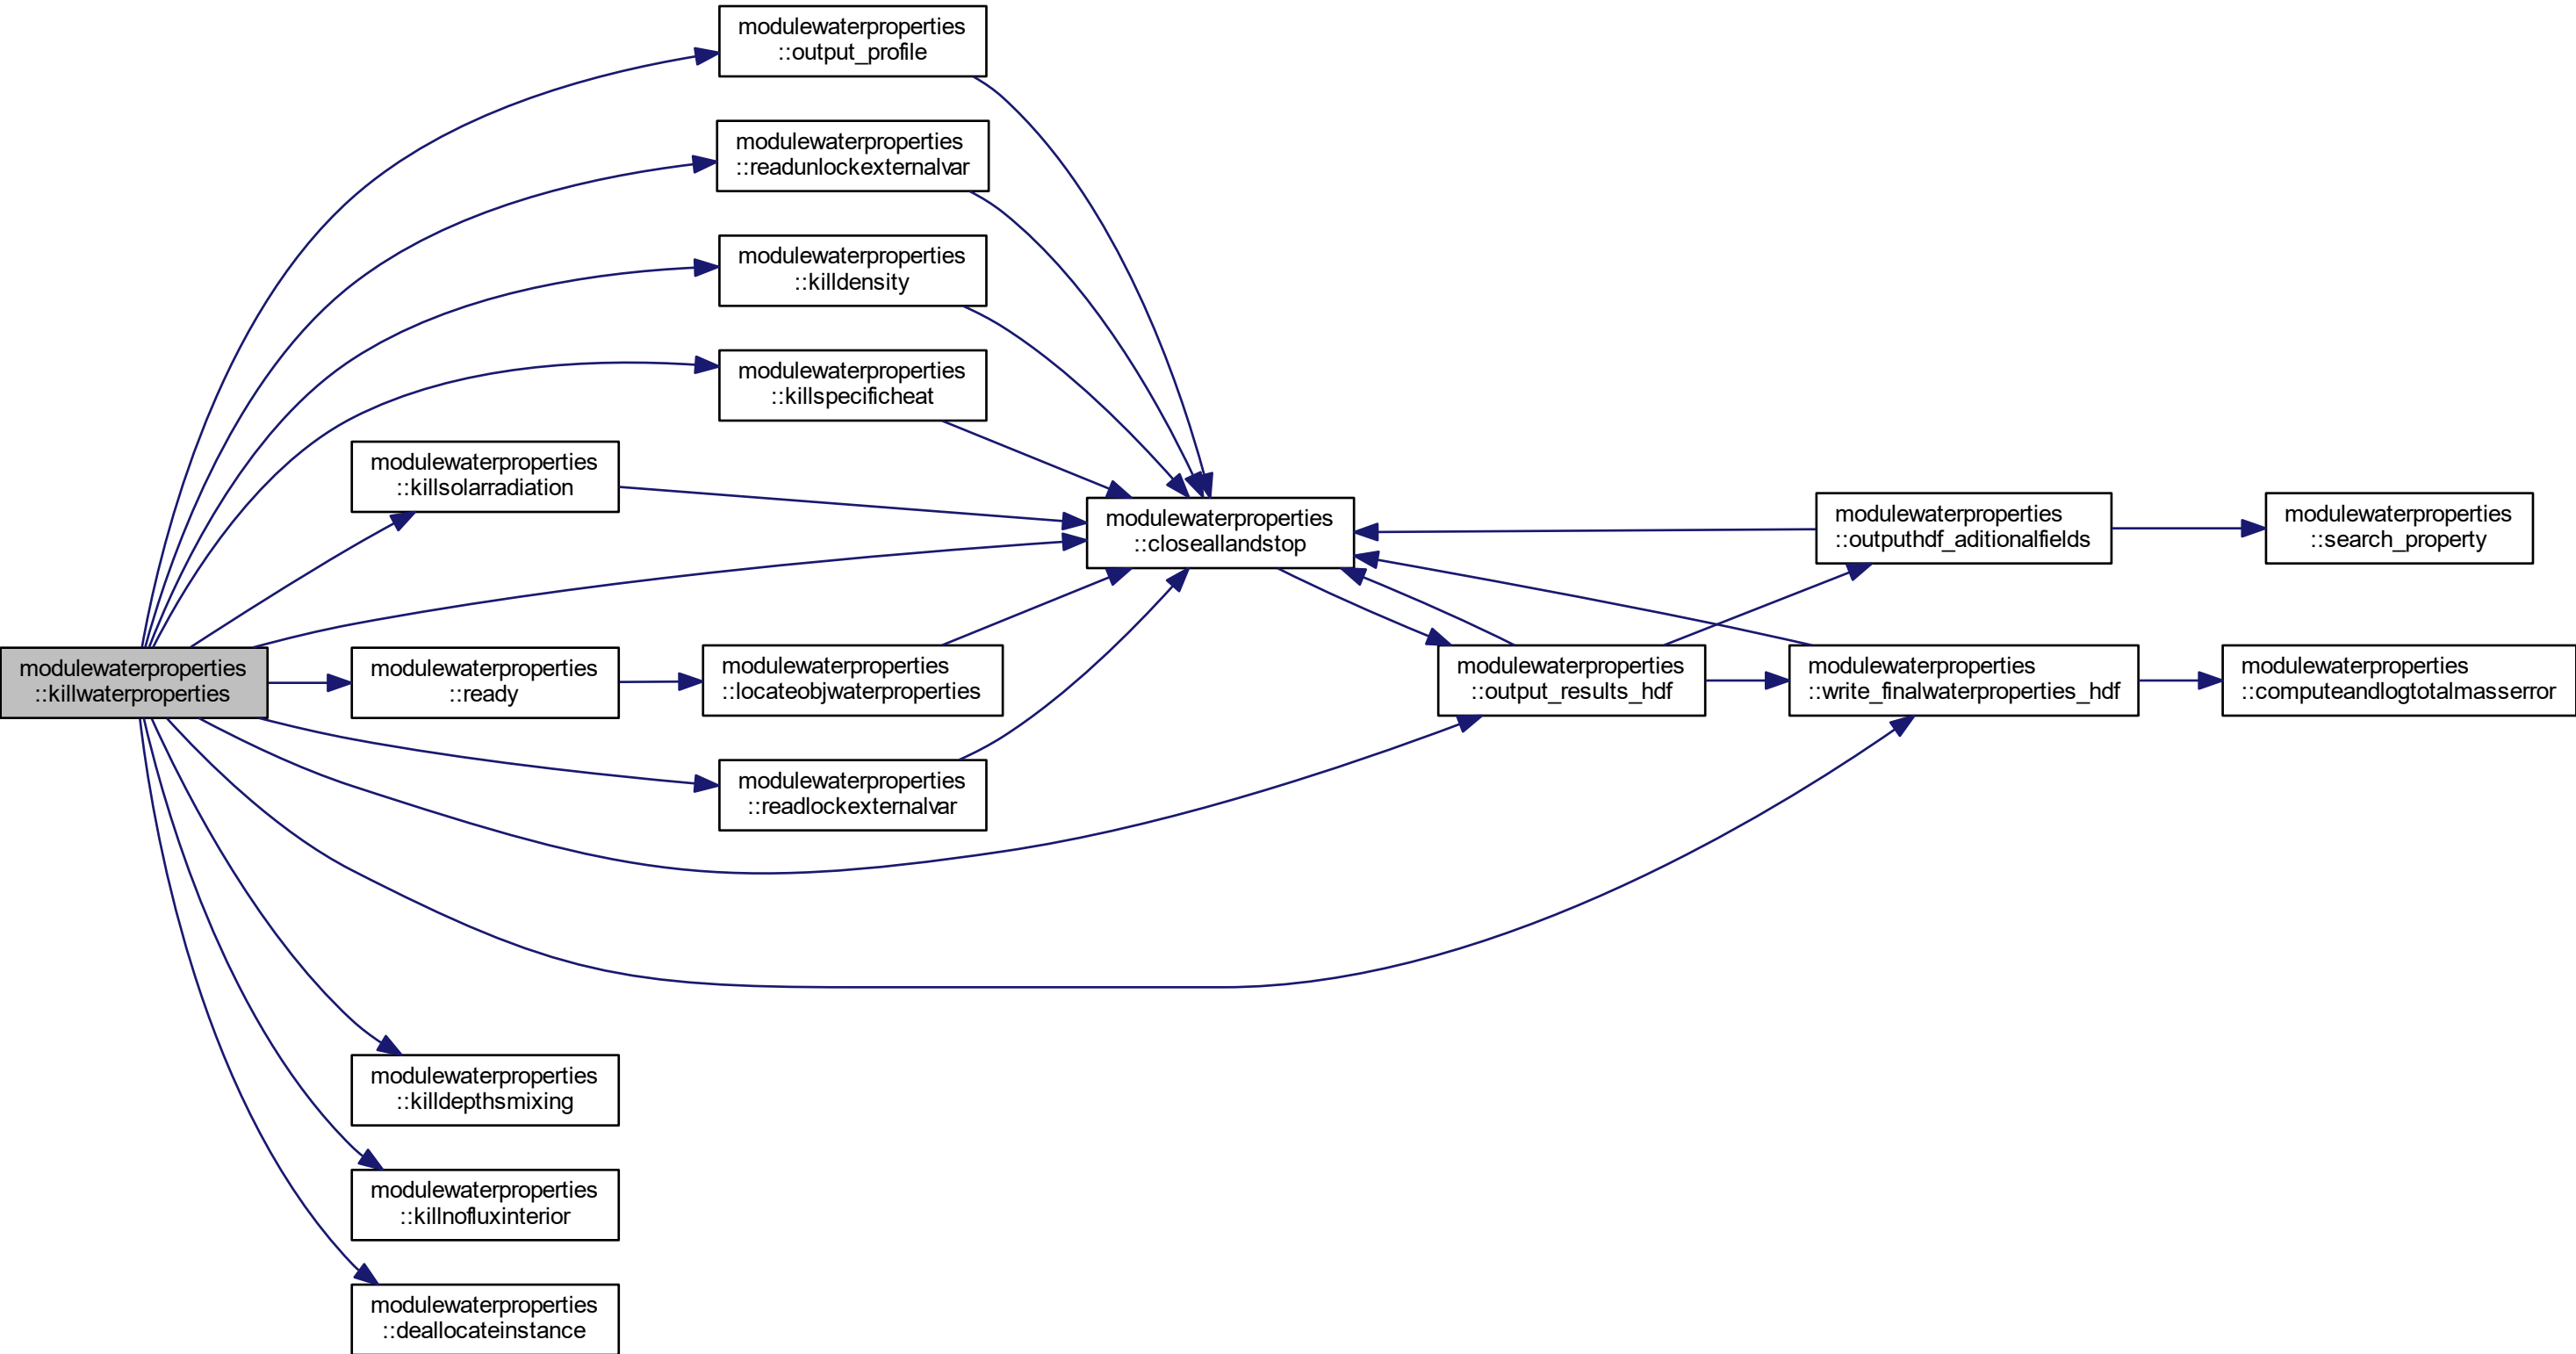 modulewaterproperties
::output_profile
modulewaterproperties
::readunlockexternalvar
modulewaterproperties
::killdensity
modulewaterproperties
::killspecificheat
modulewaterproperties
::killsolarradiation
modulewaterproperties
::closeallandstop
modulewaterproperties
::outputhdf_aditionalfields
modulewaterproperties
::search_property
modulewaterproperties
::killwaterproperties
modulewaterproperties
::ready
modulewaterproperties
::locateobjwaterproperties
modulewaterproperties
::output_results_hdf
modulewaterproperties
::write_finalwaterproperties_hdf
modulewaterproperties
::computeandlogtotalmasserror
modulewaterproperties
::readlockexternalvar
modulewaterproperties
::killdepthsmixing
modulewaterproperties
::killnofluxinterior
modulewaterproperties
::deallocateinstance